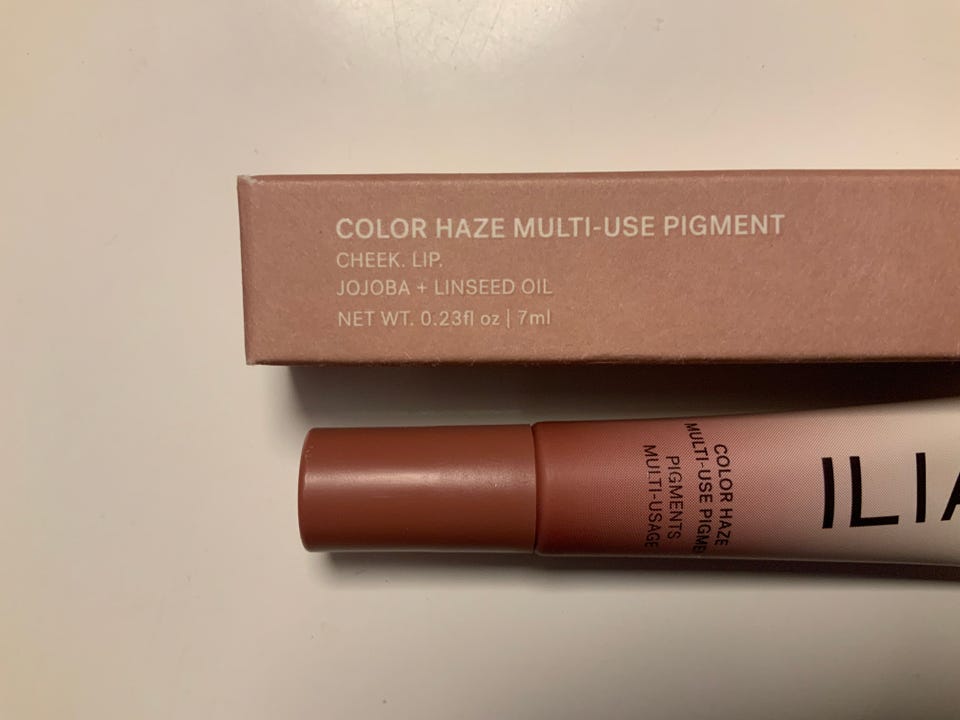 COLOR HAZE MULTI-USE PIGMENT
CHEEK. LIP.
JOJOBA + LINSEED OIL
NET WT. 0.23fl oz | 7ml
COLOR HAZE
MULTI-USE PIGME
PIGMENTS
MULTI-USAGE
ILIA